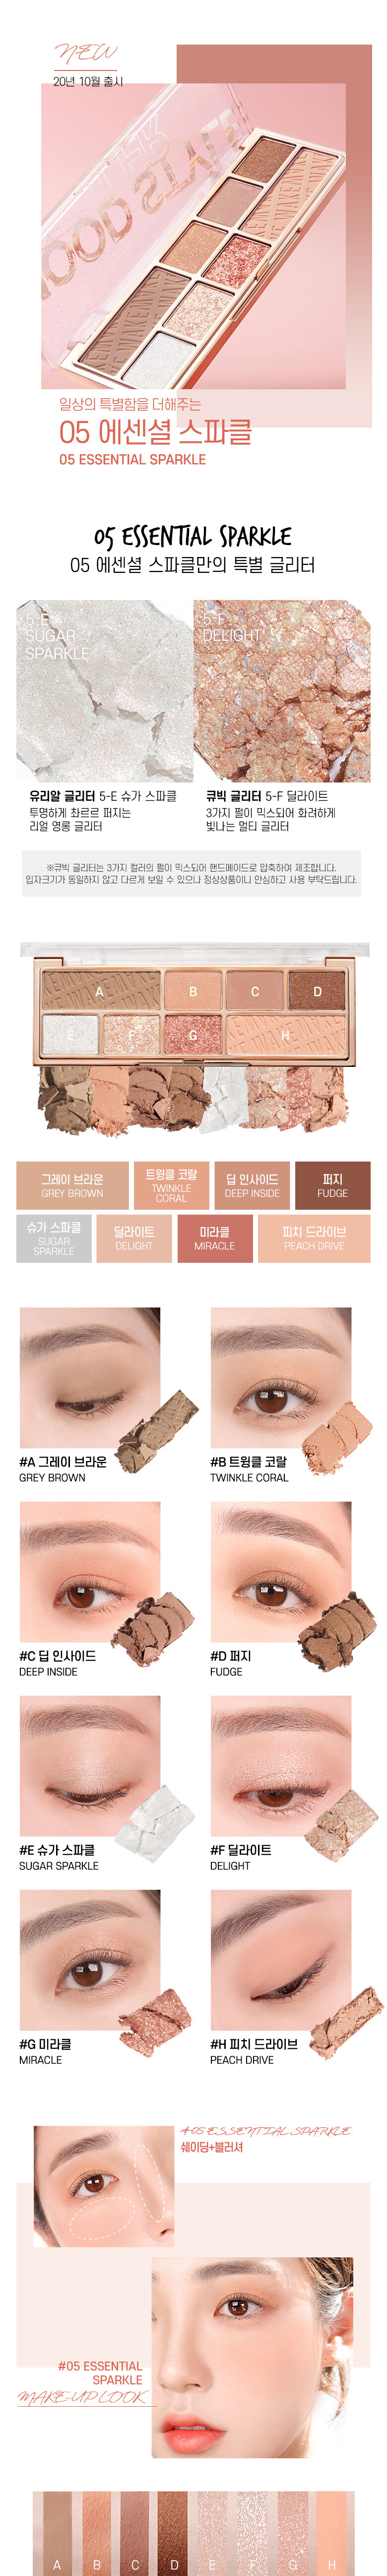 NEW
20년 10월 출시
일상의 특별함을 더해주는
05 에센셜 스파클
05 ESSENTIAL SPARKLE
05 ESSENTIAL SPARKLE
05 에센셜 스파클만의 특별 글리터
5-E
SUGAR
SPARKLE
5-F
DELIGHT
유리알 글리터 5-E 슈가 스파클
투명하게 촤르르 퍼지는
리얼 영롱 글리터
큐빅 글리터 5-F 딜라이트
3가지 펄이 믹스되어 화려하게
빛나는 멀티 글리터
※큐빅 글리터는 3가지 컬러의 펄이 믹스되어 핸드메이드로 압축하여 제조합니다.
입자크기가 동일하지 않고 다르게 보일 수 있으나 정상상품이니 안심하고 사용 부탁드립니다.
A
B
C
D
E
F
G
H
그레이 브라운
GREY BROWN
트윙클 코랄
TWINKLE
CORAL
딥 인사이드
DEEP INSIDE
퍼지
FUDGE
슈가 스파클
SUGAR
SPARKLE
딜라이트
DELIGHT
미라클
MIRACLE
피치 드라이브
PEACH DRIVE
#A 그레이 브라운
GREY BROWN
#B 트윙클 코랄
TWINKLE CORAL
#C 딥 인사이드
DEEP INSIDE
#D 퍼지
FUDGE
#E 슈가 스파클
SUGAR SPARKLE
#F 딜라이트
DELIGHT
#G 미라클
MIRACLE
#H 피치 드라이브
PEACH DRIVE
#05 ESSENTIAL SPARKLE
쉐이딩+블러셔
#05 ESSENTIAL
SPARKLE
MAKE-UP LOOK
A
B
C
D
E
F
G
H